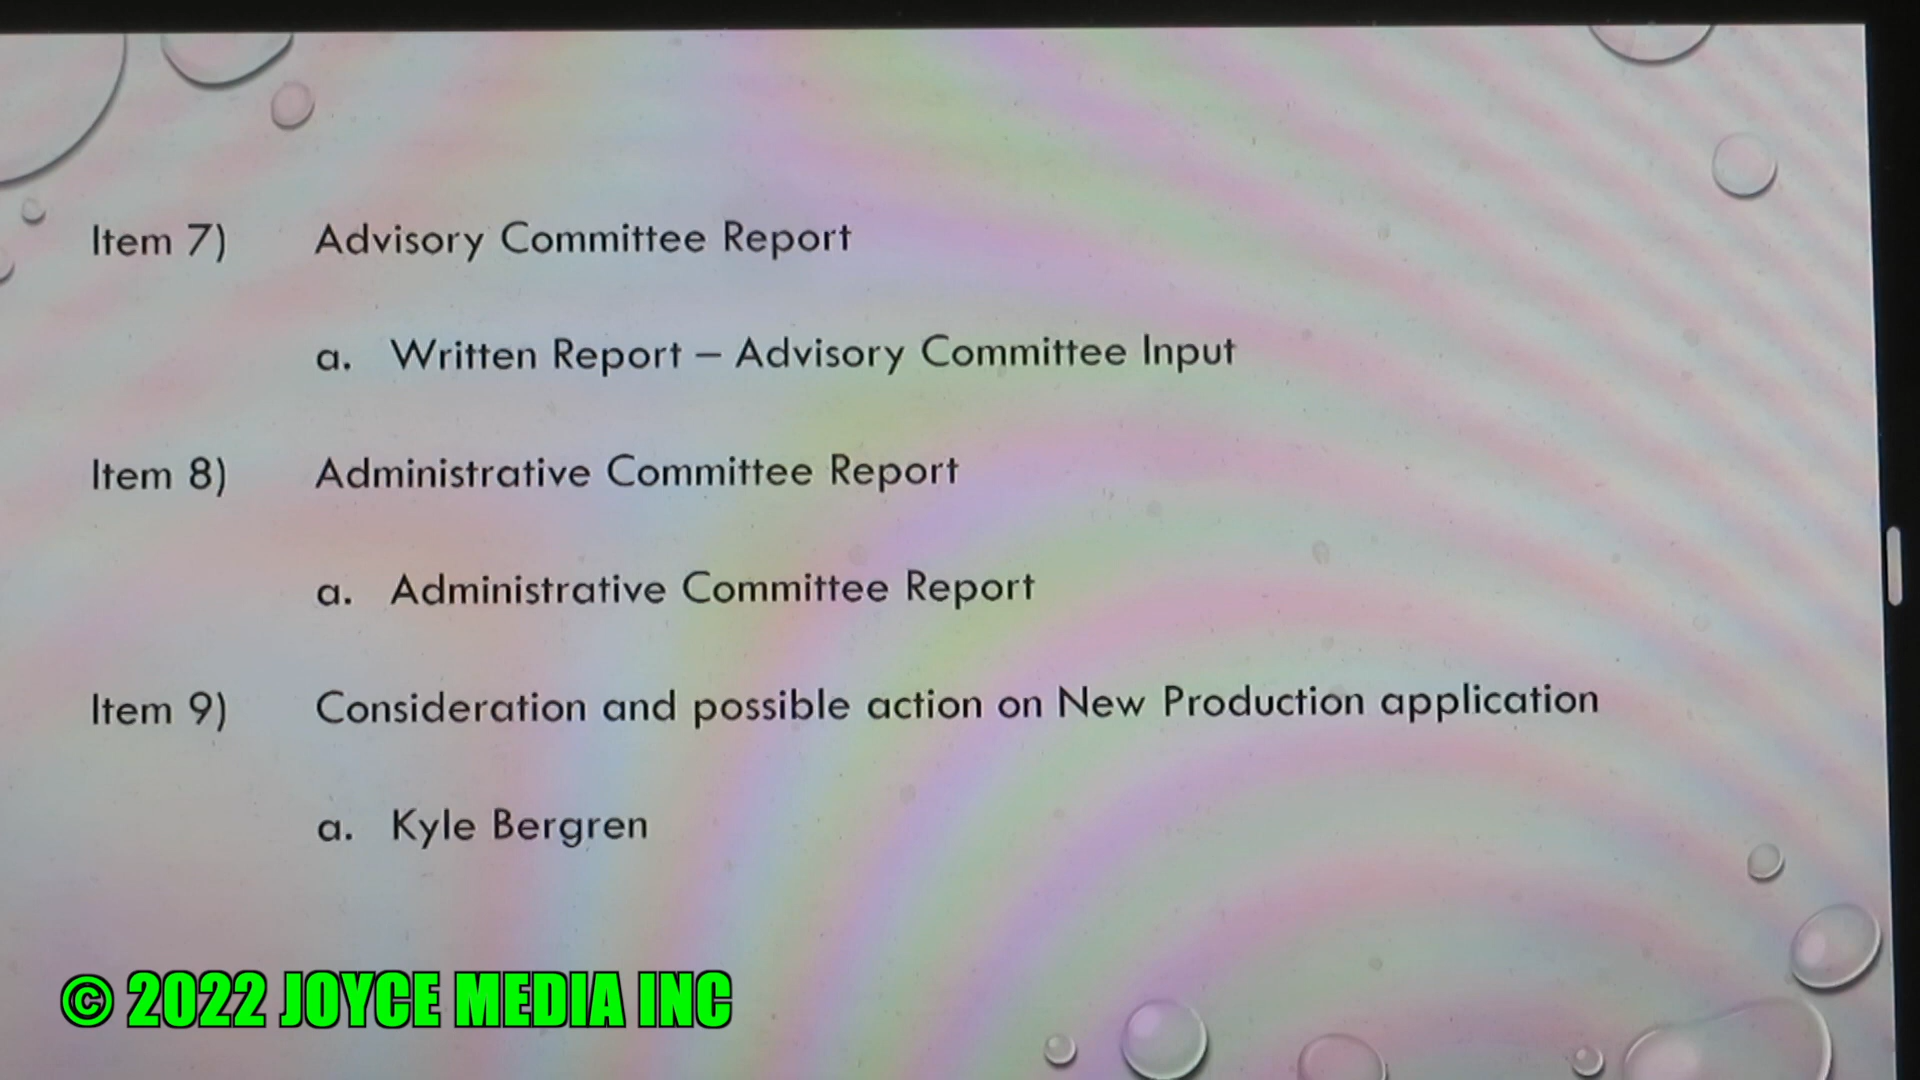 Item 7) Advisory Committee Report
a. Written Report – Advisory Committee Input
Item 8) Administrative Committee Report
a. Administrative Committee Report
Item 9) Consideration and possible action on New Production application
a. Kyle Bergren
© 2022 JOYCE MEDIA INC